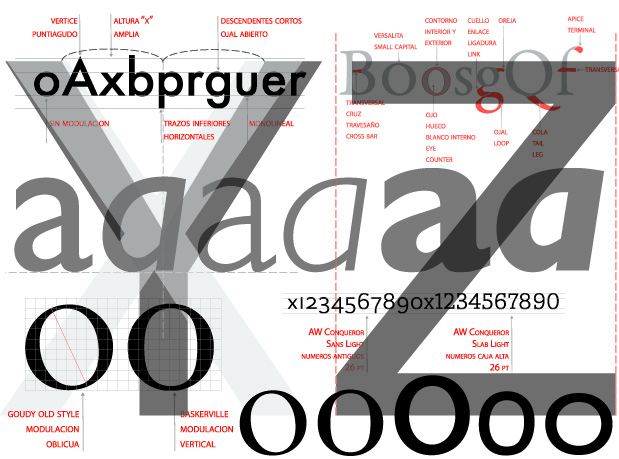 VERTICE
PUNTIAGUDO
ALTURA "X"
AMPLIA
DESCENDENTES CORTOS
OJAL ABIERTO
oAxbprguer
SIN MODULACION
TRAZOS INFERIORES
HORIZONTALES
MONOLINEAL
VERSALITA
SMALL CAPITAL
CONTORNO
INTERIOR Y
EXTERIOR
CUELLO
ENLACE
LIGADURA
LINK
OREJA
APICE
TERMINAL
BoosgQf
TRANSVERSAL
TRANSVERSAL
CRUZ
TRAVESAÑO
CROSS BAR
OJO
HUECO
BLANCO INTERNO
EYE
COUNTER
OJAL
LOOP
COLA
TAIL
LEG
Y Z
aaaaaa
x1234567890x1234567890
AW CONQUEROR
SANS LIGHT
NUMEROS ANTIGUOS
26 PT
AW CONQUEROR
SLAB LIGHT
NUMEROS CAJA ALTA
26 PT
OO
GOUDY OLD STYLE
MODULACION
OBLICUA
BASKERVILLE
MODULACION
VERTICAL
OOOoo